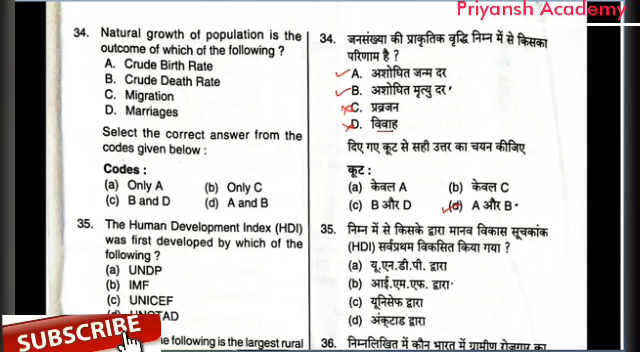 Priyansh Academy
34. Natural growth of population is the
outcome of which of the following ?
A. Crude Birth Rate
B. Crude Death Rate
C. Migration
D. Marriages
Select the correct answer from the
codes given below :
Codes :
(a) Only A (b) Only C
(c) B and D (d) A and B
35. The Human Development Index (HDI)
was first developed by which of the
following ?
(a) UNDP
(b) IMF
(c) UNICEF
SUBSCRIBE
e following is the largest rural
34. जनसंख्या की प्राकृतिक वृद्धि निम्न में से किसका
परिणाम है ?
A. अशोधित जन्म दर
B. अशोधित मृत्यु दर
C. प्रव्रजन
D. विवाह
दिए गए कूट से सही उत्तर का चयन कीजिए
कूट :
(a) केवल A (b) केवल C
(c) B और D (d) A और B
35. निम्न में से किसके द्वारा मानव विकास सूचकांक
(HDI) सर्वप्रथम विकसित किया गया ?
(a) यू.एन.डी.पी. द्वारा
(b) आई.एम.एफ. द्वारा
(c) यूनिसेफ द्वारा
(d) अंकटाड द्वारा
36. निम्नलिखित में कौन भारत में ग्रामीण रोजगार का